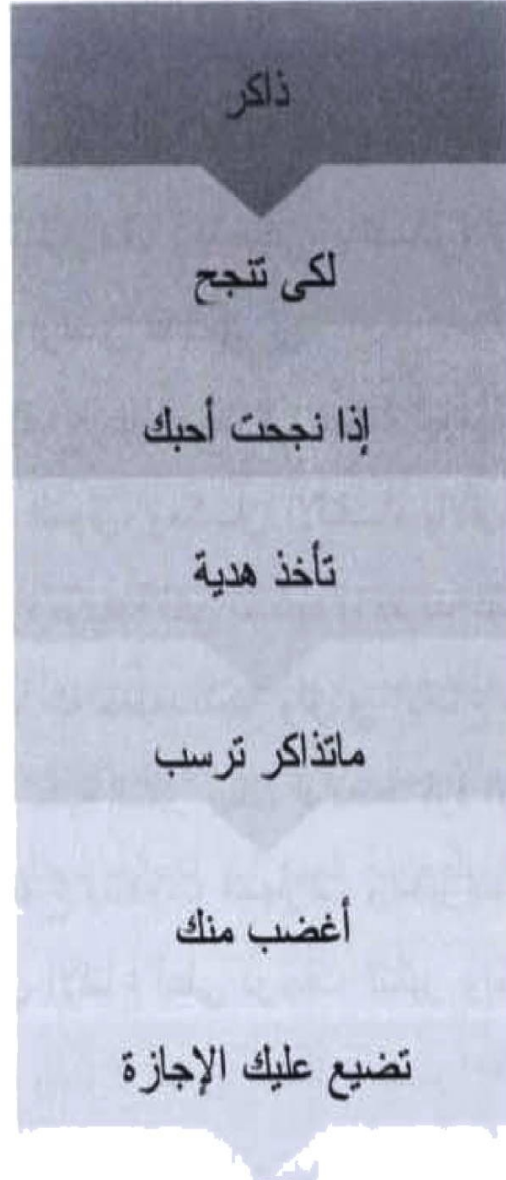 ذاكر
لكى تنجح
إذا نجحت أحبك
تأخذ هدية
ماتذاكر ترسب
أغضب منك
تضيع عليك الإجازة